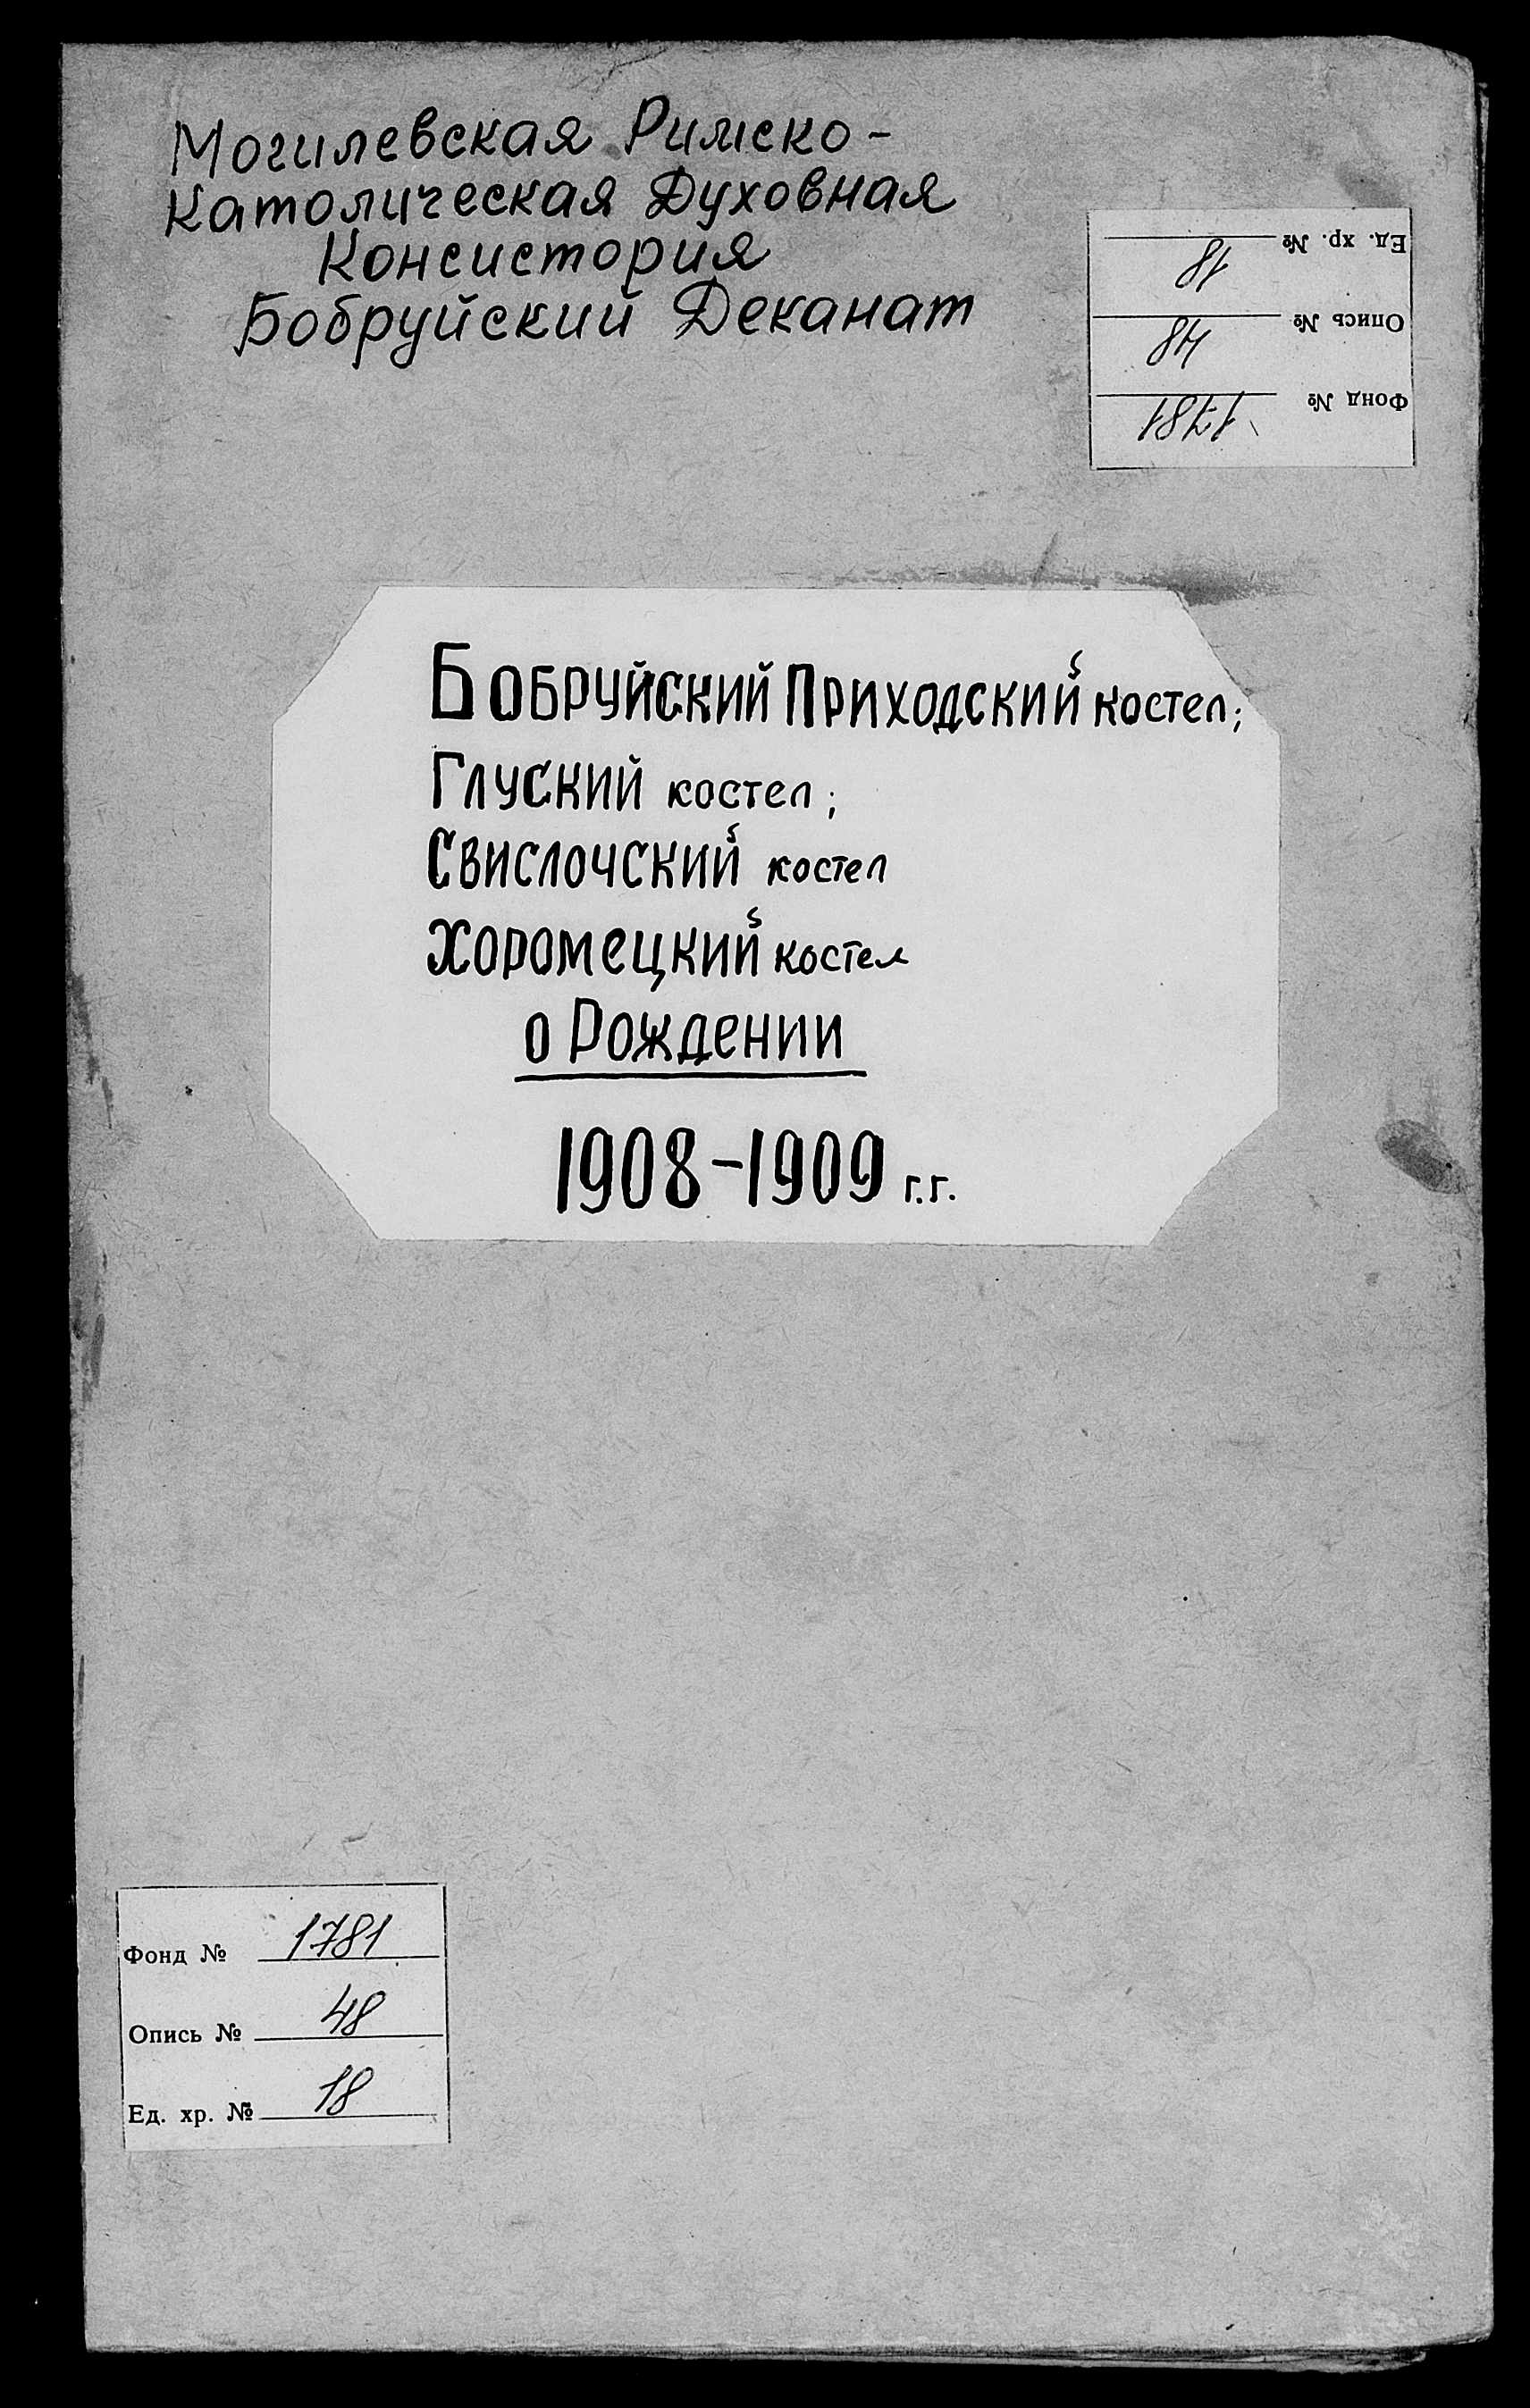 Могилевская Римско-
Католическая Духовная
Консистория
Бобруйский Деканат
Ед. хр. № 18
Опись № 48
Фонд № 1781
Бобруйский Приходский костел;
Глуский костел;
Свислочский костел
Хоромецкий костел
о Рождении
1908-1909 г.г.
Фонд № 1781
Опись № 48
Ед. хр. № 18